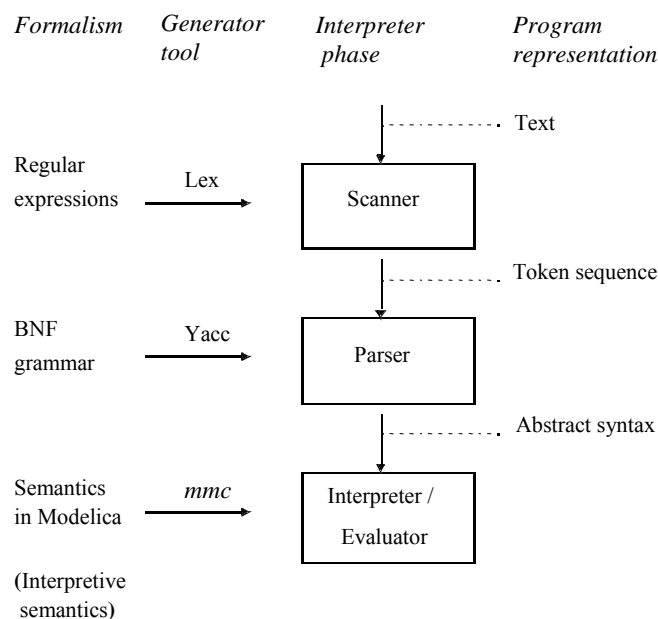 Formalism Generator tool Interpreter phase Program representation
Text
Regular expressions Lex Scanner
Token sequence
BNF grammar Yacc Parser
Abstract syntax
Semantics in Modelica mmc Interpreter / Evaluator
(Interpretive semantics)